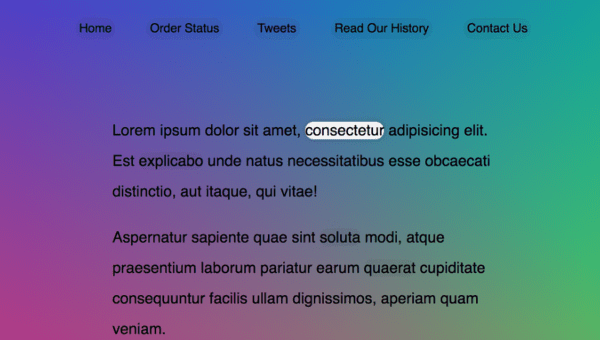 Home Order Status Tweets Read Our History Contact Us
Lorem ipsum dolor sit amet, consectetur adipisicing elit.
Est explicabo unde natus necessitatibus esse obcaecati
distinctio, aut itaque, qui vitae!
Aspernatur sapiente quae sint soluta modi, atque
praesentium laborum pariatur earum quaerat cupiditate
consequuntur facilis ullam dignissimos, aperiam quam
veniam.